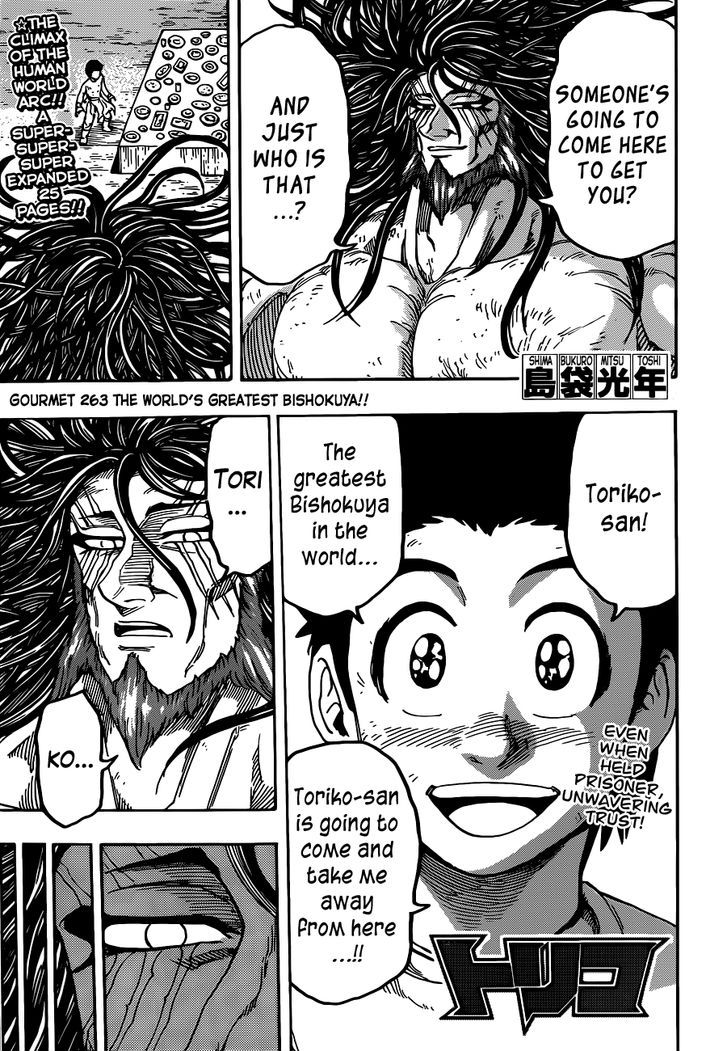 SOMEONE'S
GOING TO
COME HERE
TO GET
YOU?
AND
JUST
WHO IS
THAT
...?
☆THE
CLIMAX
OF THE
HUMAN
WORLD
ARC!!
A
SUPER-
SUPER-
SUPER
EXPANDED
25
PAGES!!
SHIMA BUKURO MITSU TOSHI
島袋光年
GOURMET 263 THE WORLD'S GREATEST BISHOKUYA!!
Toriko-
san!
The
greatest
Bishokuya
in the
world...
TORI
...
KO...
EVEN
WHEN
HELD
PRISONER,
UNWAVERING
TRUST!
Toriko-san
is going to
come and
take me
away
from here
...!!
トリコ